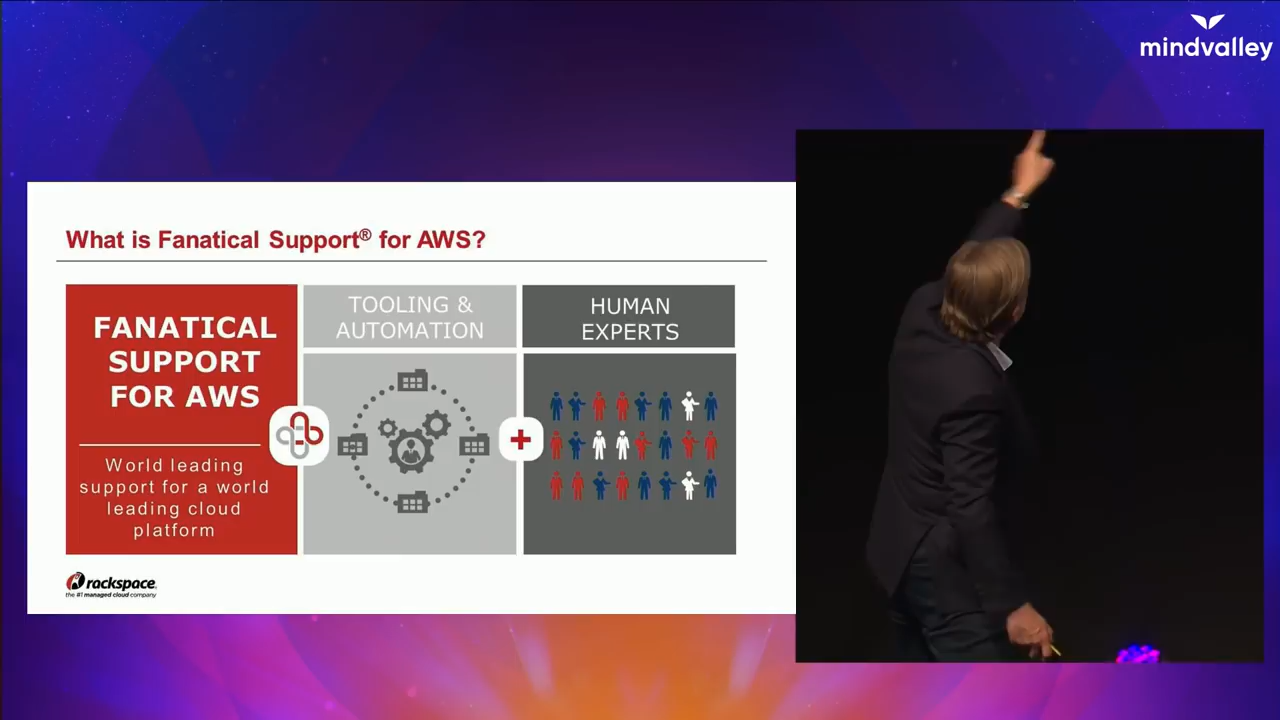 mindvalley
What is Fanatical Support® for AWS?
FANATICAL
SUPPORT
FOR AWS
World leading
support for a world
leading cloud
platform
TOOLING &
AUTOMATION
HUMAN
EXPERTS
rackspace®
the #1 managed cloud company